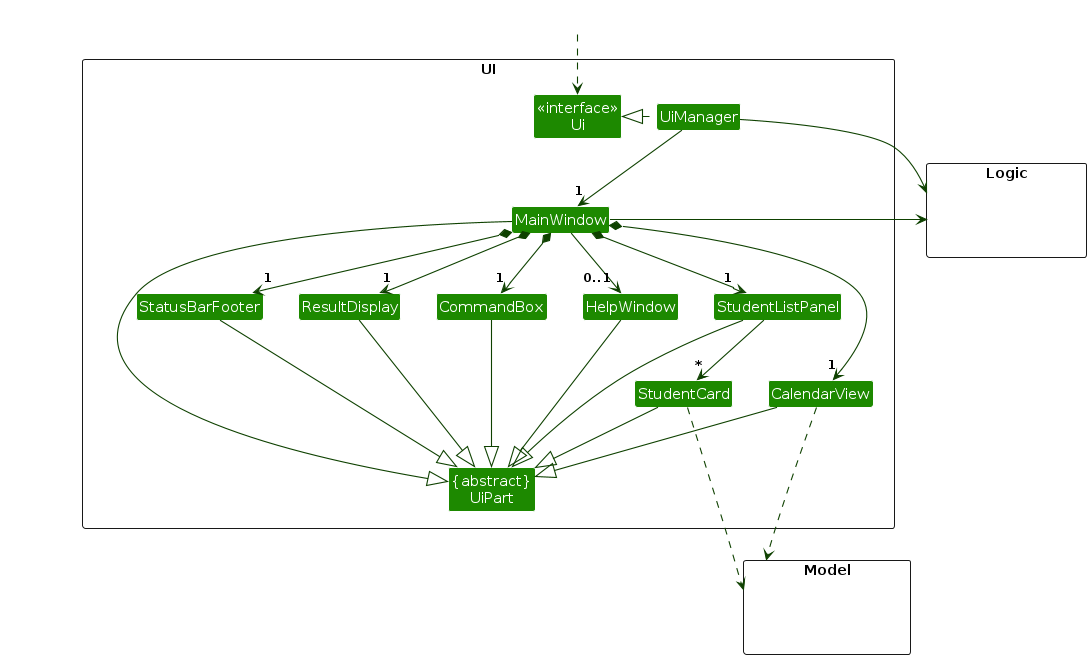 UI
«interface»
Ui
UiManager
Logic
1
MainWindow
1
1
1
0..1
1
StatusBarFooter
ResultDisplay
CommandBox
HelpWindow
StudentListPanel
*
1
StudentCard
CalendarView
{abstract}
UiPart
Model